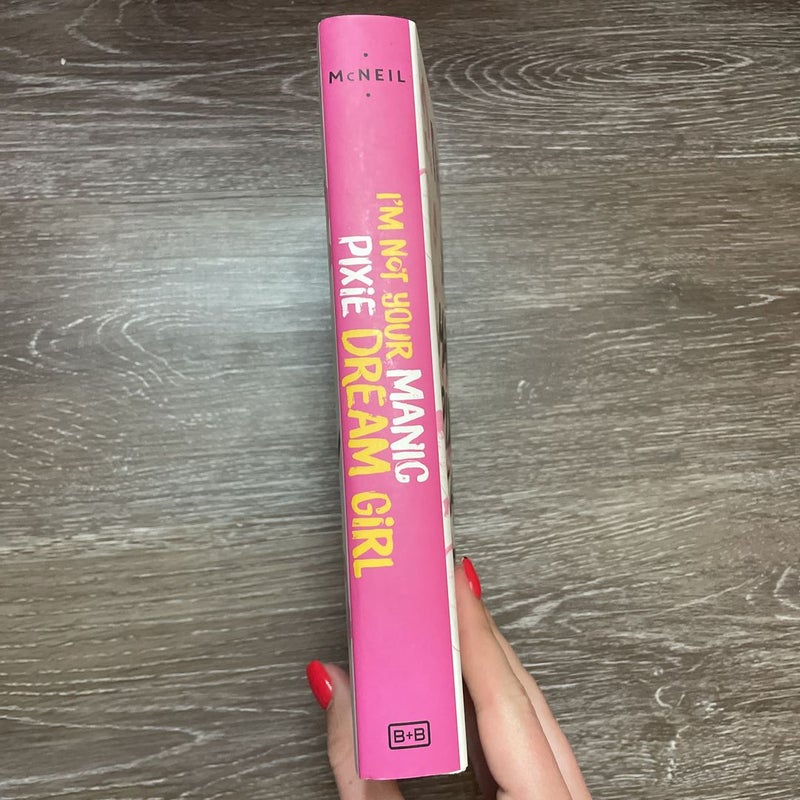 McNEIL
I'M NOT YOUR MANIC
PIXiE DREAM GiRL
B+B